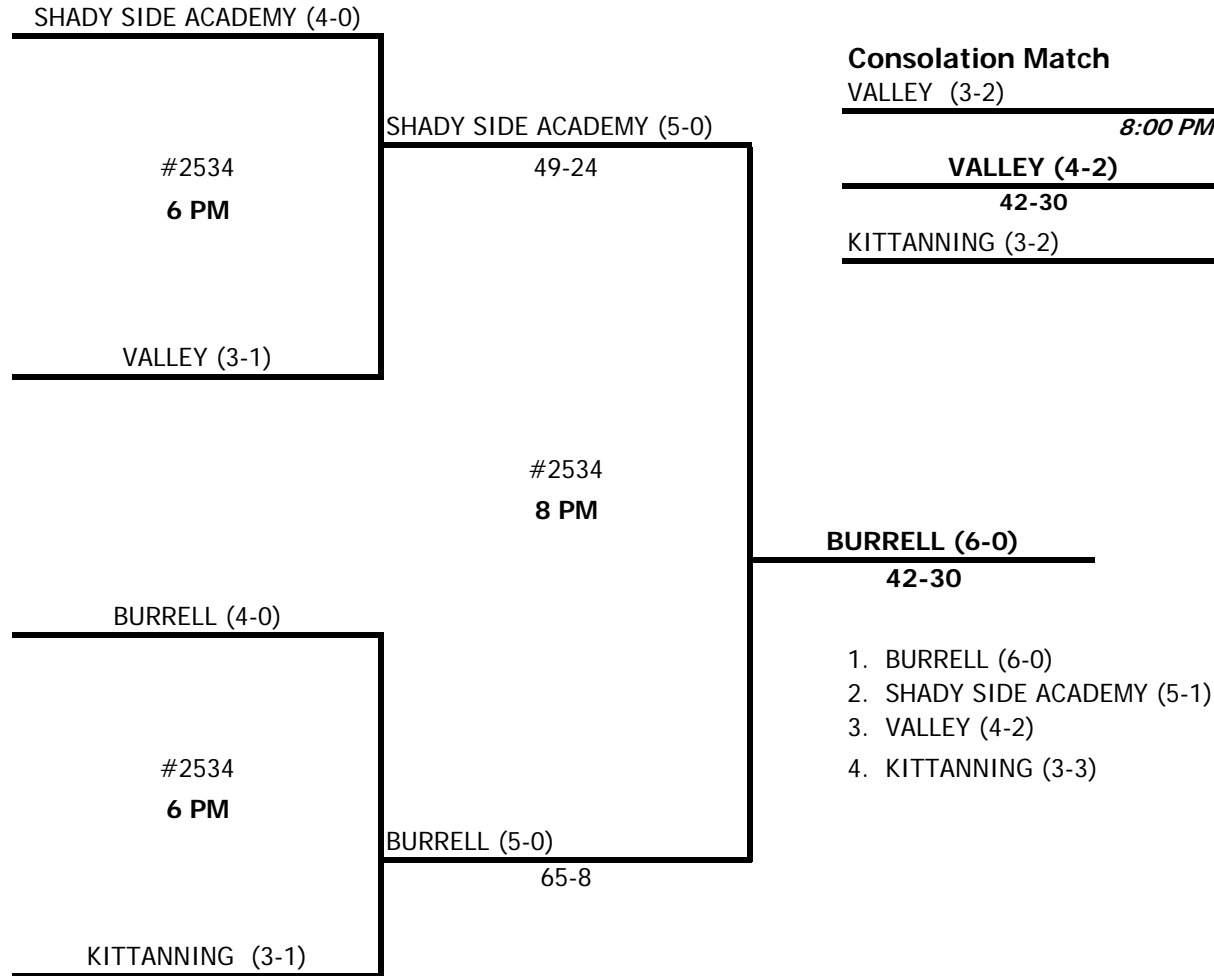 SHADY SIDE ACADEMY (4-0)
#2534
6 PM
VALLEY (3-1)
SHADY SIDE ACADEMY (5-0)
49-24
#2534
8 PM
BURRELL (4-0)
#2534
6 PM
KITTANNING (3-1)
BURRELL (5-0)
65-8
Consolation Match
VALLEY (3-2)
8:00 PM
VALLEY (4-2)
42-30
KITTANNING (3-2)
BURRELL (6-0)
42-30
1. BURRELL (6-0)
2. SHADY SIDE ACADEMY (5-1)
3. VALLEY (4-2)
4. KITTANNING (3-3)